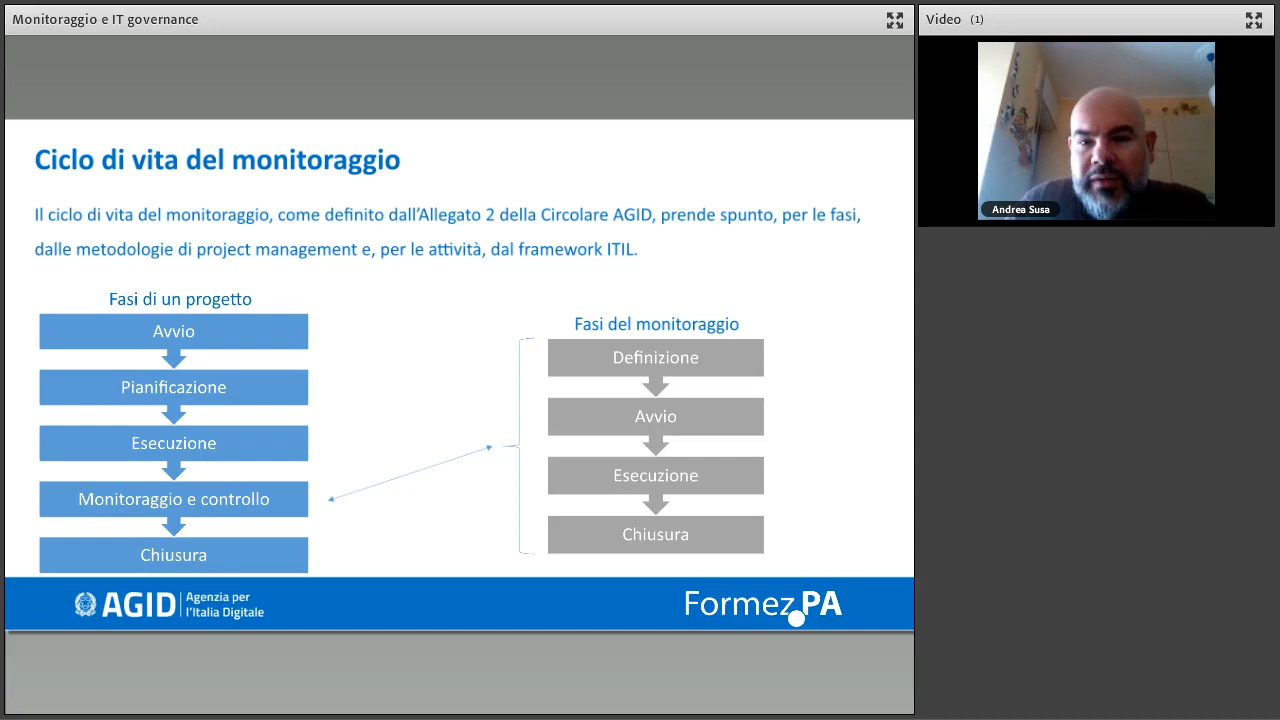 Monitoraggio e IT governance
Video (1)
Andrea Susa
Ciclo di vita del monitoraggio
Il ciclo di vita del monitoraggio, come definito dall'Allegato 2 della Circolare AGID, prende spunto, per le fasi,
dalle metodologie di project management e, per le attività, dal framework ITIL.
Fasi di un progetto
Avvio
Pianificazione
Esecuzione
Monitoraggio e controllo
Chiusura
Fasi del monitoraggio
Definizione
Avvio
Esecuzione
Chiusura
AGID
Agenzia per
l'Italia Digitale
Formez PA